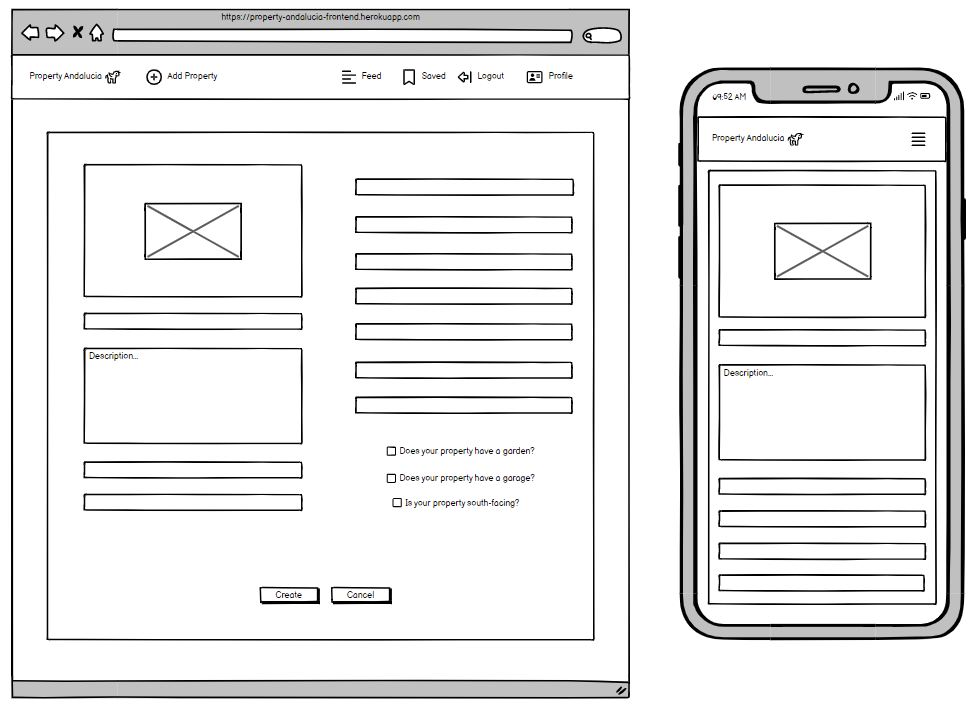 https://property-andalucia-frontend.herokuapp.com
Property Andalucia Add Property Feed Saved Logout Profile
Description...
Does your property have a garden?
Does your property have a garage?
Is your property south-facing?
Create Cancel
09:52 AM
Property Andalucia
Description...